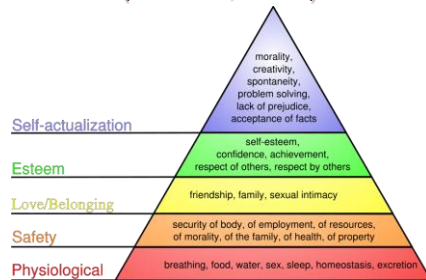 morality,
creativity,
spontaneity,
problem solving,
lack of prejudice,
acceptance of facts
Self-actualization
self-esteem,
confidence, achievement,
respect of others, respect by others
Esteem
friendship, family, sexual intimacy
Love/Belonging
security of body, of employment, of resources,
of morality, of the family, of health, of property
Safety
breathing, food, water, sex, sleep, homeostasis, excretion
Physiological